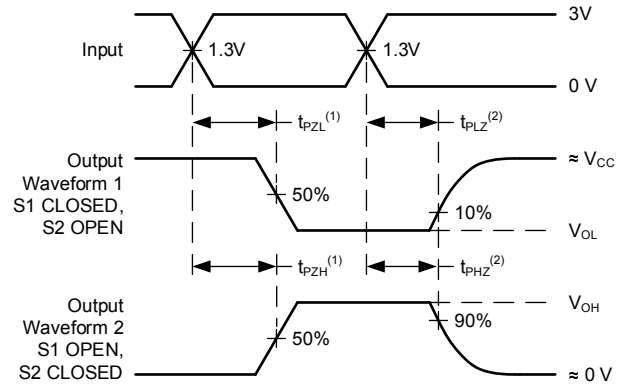 3V
Input
1.3V
1.3V
0 V
tPZL(1)
tPLZ(2)
Output
Waveform 1
S1 CLOSED,
S2 OPEN
≈ VCC
50%
10%
VOL
tPZH(1)
tPHZ(2)
Output
Waveform 2
S1 OPEN,
S2 CLOSED
VOH
90%
50%
≈ 0 V